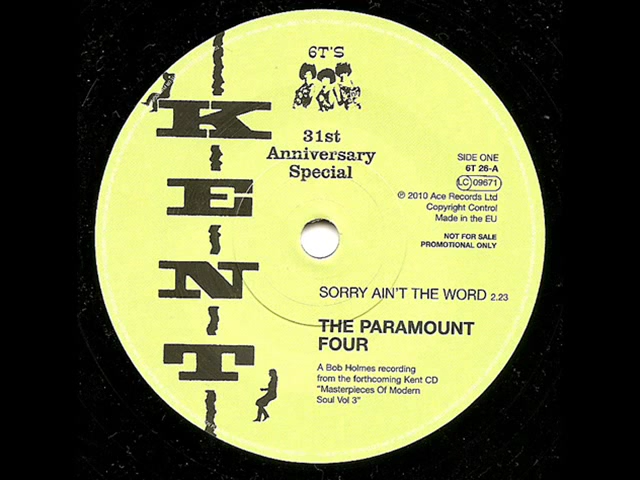 6T'S
KENT
31st
Anniversary
Special
SIDE ONE
6T 26-A
LC 09671
℗ 2010 Ace Records Ltd
Copyright Control
Made in the EU
NOT FOR SALE
PROMOTIONAL ONLY
SORRY AIN'T THE WORD 2.23
THE PARAMOUNT
FOUR
A Bob Holmes recording
from the forthcoming Kent CD
"Masterpieces Of Modern
Soul Vol 3"